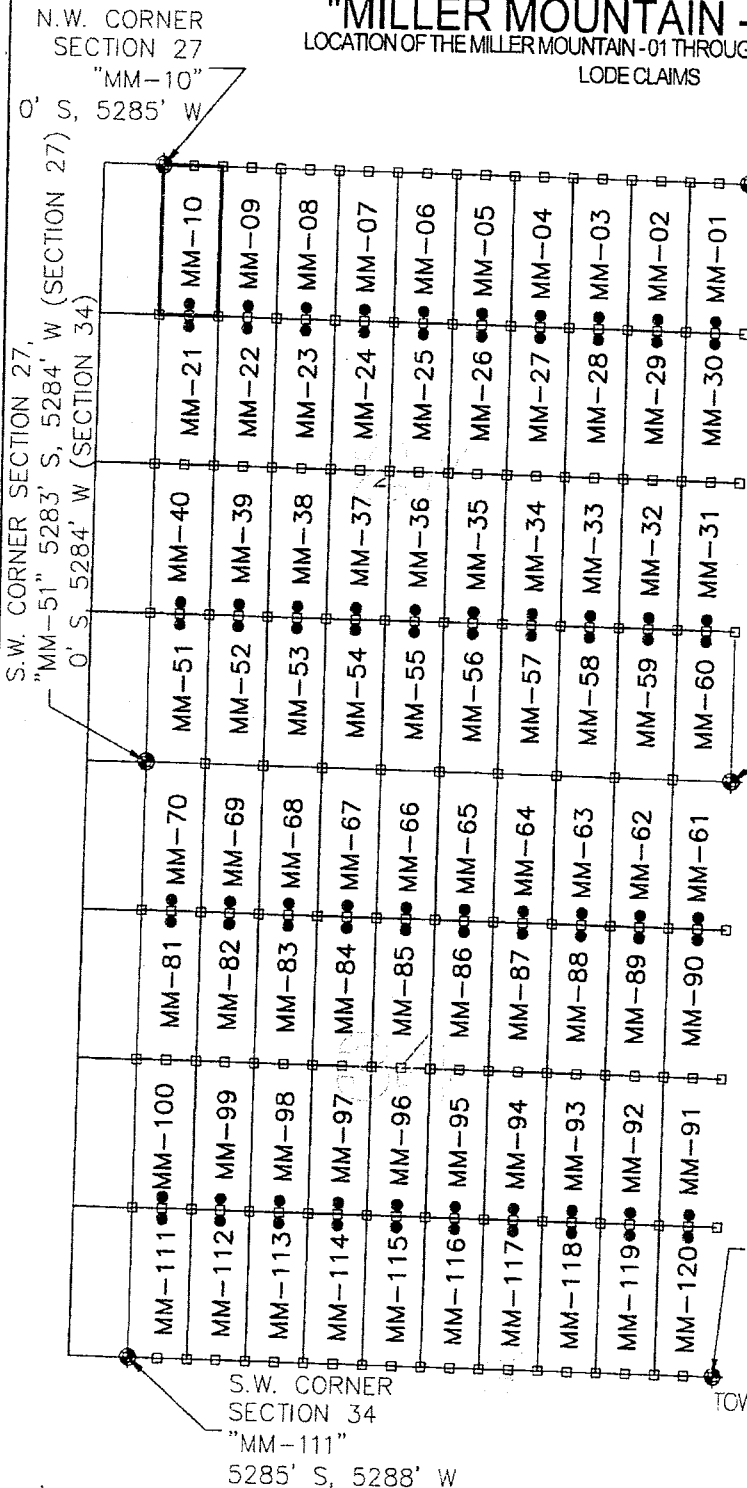 "MILLER MOUNTAIN -
LOCATION OF THE MILLER MOUNTAIN - 01 THROUG
LODE CLAIMS
N.W. CORNER
SECTION 27
"MM-10"
0' S, 5285' W
S.W. CORNER SECTION 27,
"MM-51" 5283' S, 5284' W (SECTION 27)
0' S, 5284' W (SECTION 34)
MM-10 MM-09 MM-08 MM-07 MM-06 MM-05 MM-04 MM-03 MM-02 MM-01
MM-21 MM-22 MM-23 MM-24 MM-25 MM-26 MM-27 MM-28 MM-29 MM-30
MM-40 MM-39 MM-38 MM-37 MM-36 MM-35 MM-34 MM-33 MM-32 MM-31
MM-51 MM-52 MM-53 MM-54 MM-55 MM-56 MM-57 MM-58 MM-59 MM-60
MM-70 MM-69 MM-68 MM-67 MM-66 MM-65 MM-64 MM-63 MM-62 MM-61
MM-81 MM-82 MM-83 MM-84 MM-85 MM-86 MM-87 MM-88 MM-89 MM-90
MM-100 MM-99 MM-98 MM-97 MM-96 MM-95 MM-94 MM-93 MM-92 MM-91
MM-111 MM-112 MM-113 MM-114 MM-115 MM-116 MM-117 MM-118 MM-119 MM-120
S.W. CORNER
SECTION 34
"MM-111"
5285' S, 5288' W
TOW